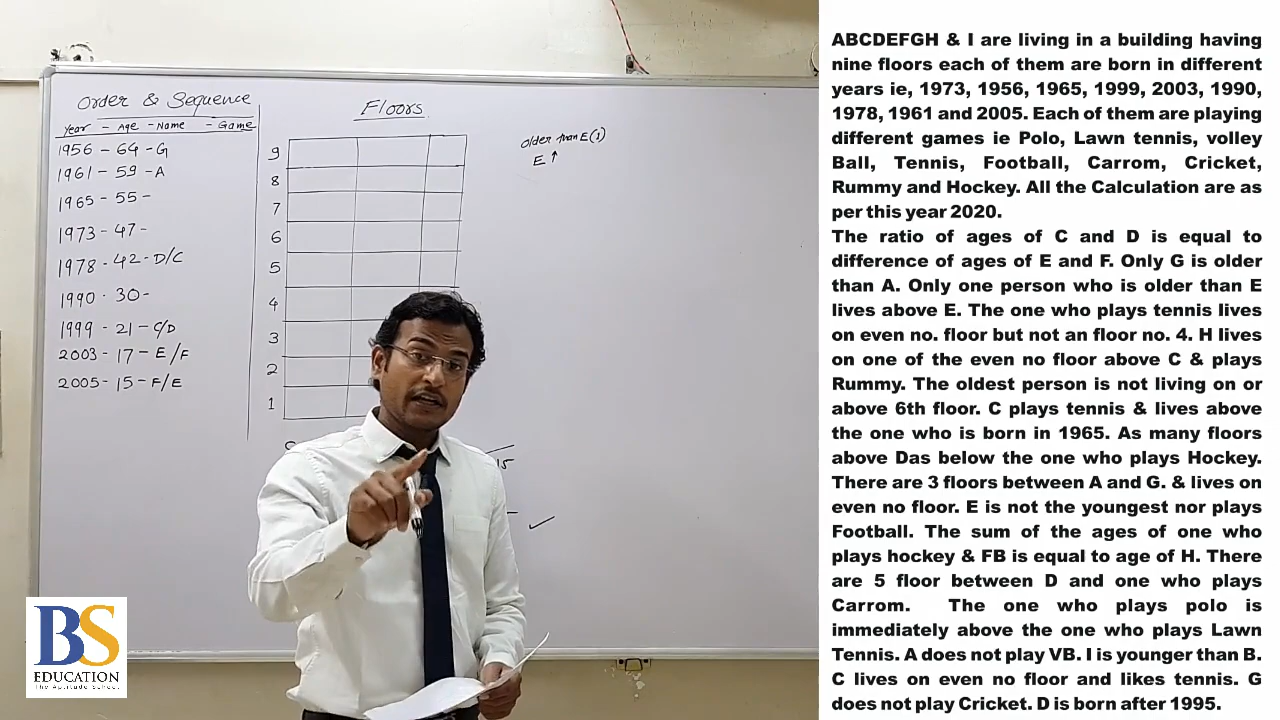 Order & Sequence
Year - Age - Name - Game
1956 - 64 - G
1961 - 59 - A
1965 - 55 -
1973 - 47 -
1978 - 42 - D/C
1990 - 30 -
1999 - 21 - C/D
2003 - 17 - E/F
2005 - 15 - F/E
Floors
9
8
7
6
5
4
3
2
1
older than E(1)
E ↑
15
BS
EDUCATION
The Aptitude School
ABCDEFGH & I are living in a building having
nine floors each of them are born in different
years ie, 1973, 1956, 1965, 1999, 2003, 1990,
1978, 1961 and 2005. Each of them are playing
different games ie Polo, Lawn tennis, volley
Ball, Tennis, Football, Carrom, Cricket,
Rummy and Hockey. All the Calculation are as
per this year 2020.
The ratio of ages of C and D is equal to
difference of ages of E and F. Only G is older
than A. Only one person who is older than E
lives above E. The one who plays tennis lives
on even no. floor but not an floor no. 4. H lives
on one of the even no floor above C & plays
Rummy. The oldest person is not living on or
above 6th floor. C plays tennis & lives above
the one who is born in 1965. As many floors
above Das below the one who plays Hockey.
There are 3 floors between A and G. & lives on
even no floor. E is not the youngest nor plays
Football. The sum of the ages of one who
plays hockey & FB is equal to age of H. There
are 5 floor between D and one who plays
Carrom. The one who plays polo is
immediately above the one who plays Lawn
Tennis. A does not play VB. I is younger than B.
C lives on even no floor and likes tennis. G
does not play Cricket. D is born after 1995.